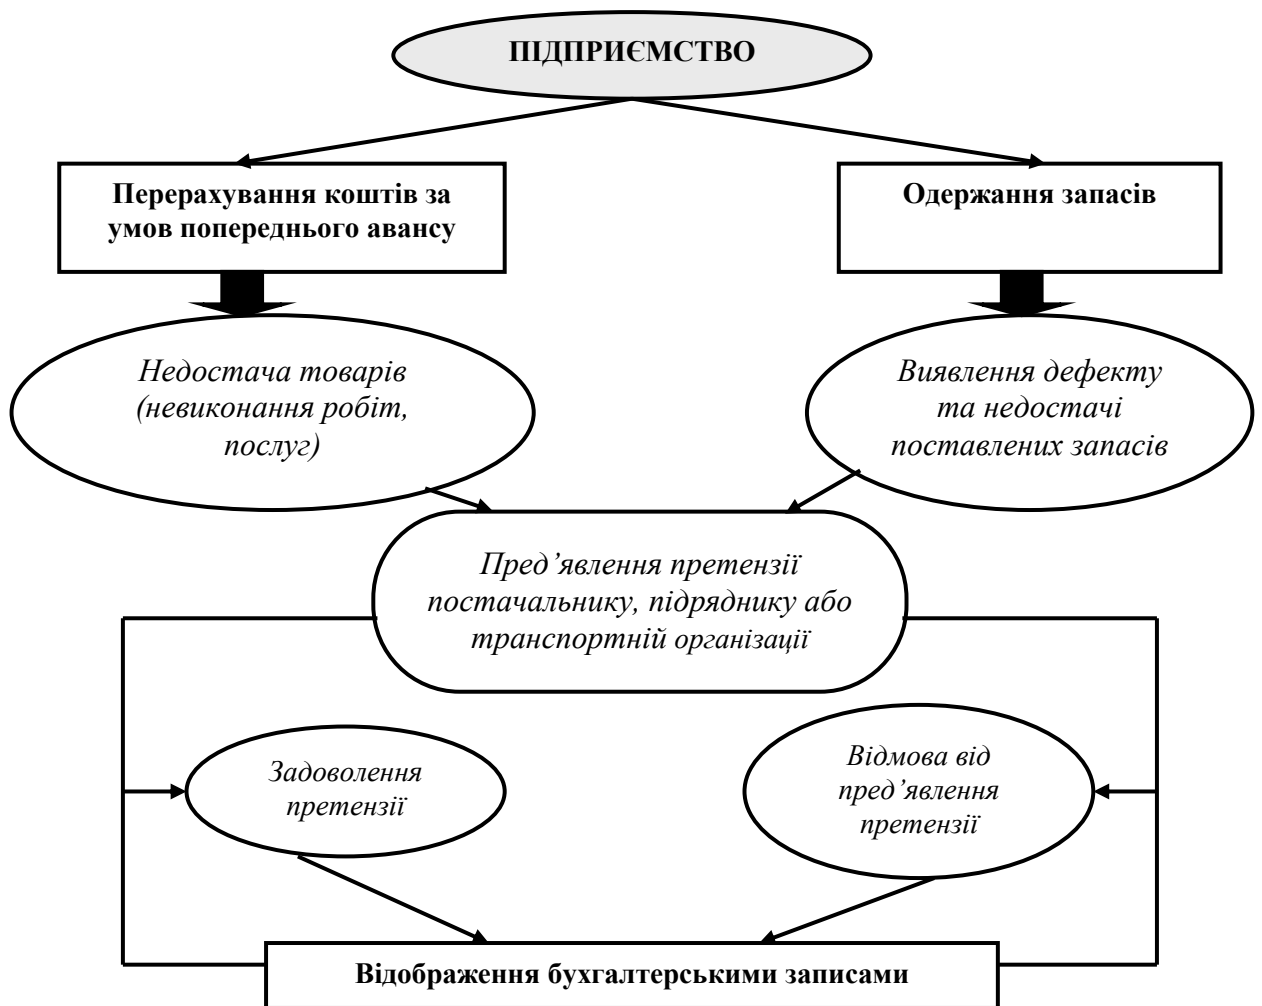 ПІДПРИЄМСТВО
Перерахування коштів за
умов попереднього авансу
Одержання запасів
Недостача товарів
(невиконання робіт,
послуг)
Виявлення дефекту
та недостачі
поставлених запасів
Пред’явлення претензії
постачальнику, підряднику або
транспортній організації
Задоволення
претензії
Відмова від
пред’явлення
претензії
Відображення бухгалтерськими записами